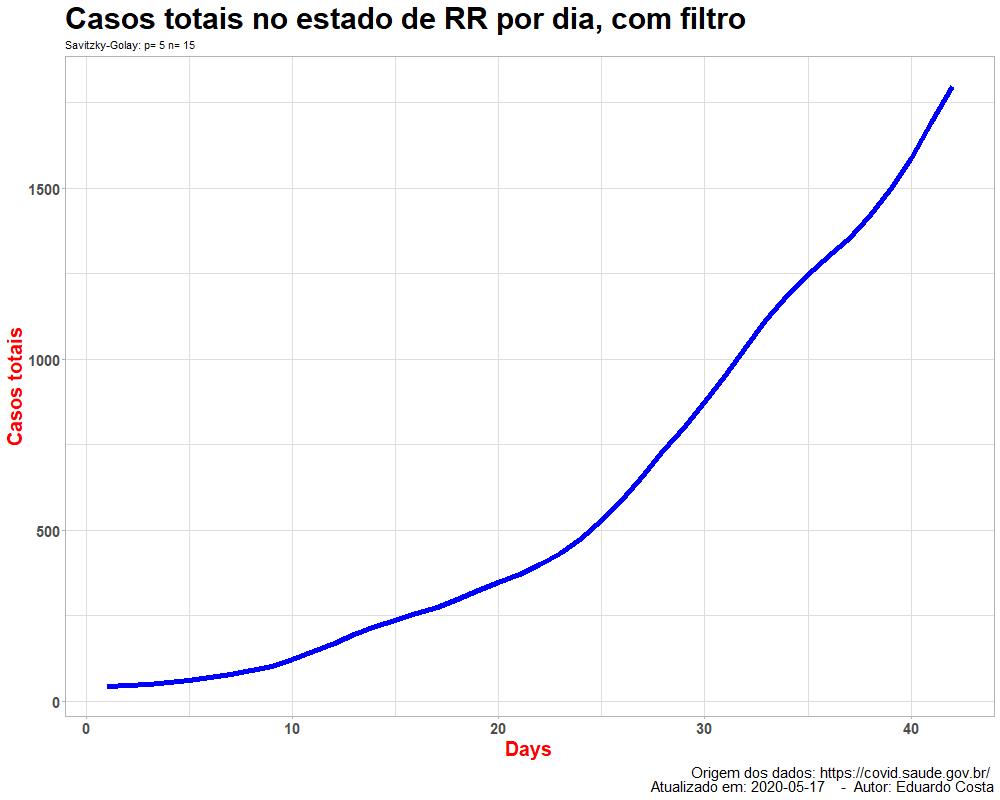 Casos totais no estado de RR por dia, com filtro
Savitzky-Golay: p= 5 n= 15
Casos totais
1500
1000
500
0
0 10 20 30 40
Days
Origem dos dados: https://covid.saude.gov.br/
Atualizado em: 2020-05-17 - Autor: Eduardo Costa